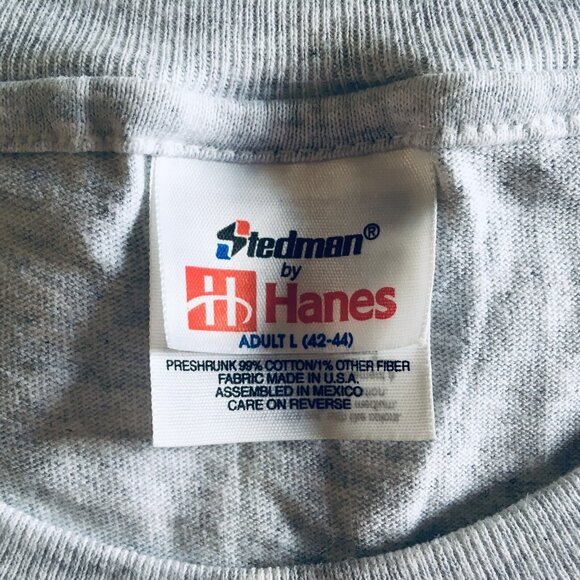 Stedman®
by
H Hanes
ADULT L (42-44)
PRESHRUNK 99% COTTON/1% OTHER FIBER
FABRIC MADE IN U.S.A.
ASSEMBLED IN MEXICO
CARE ON REVERSE